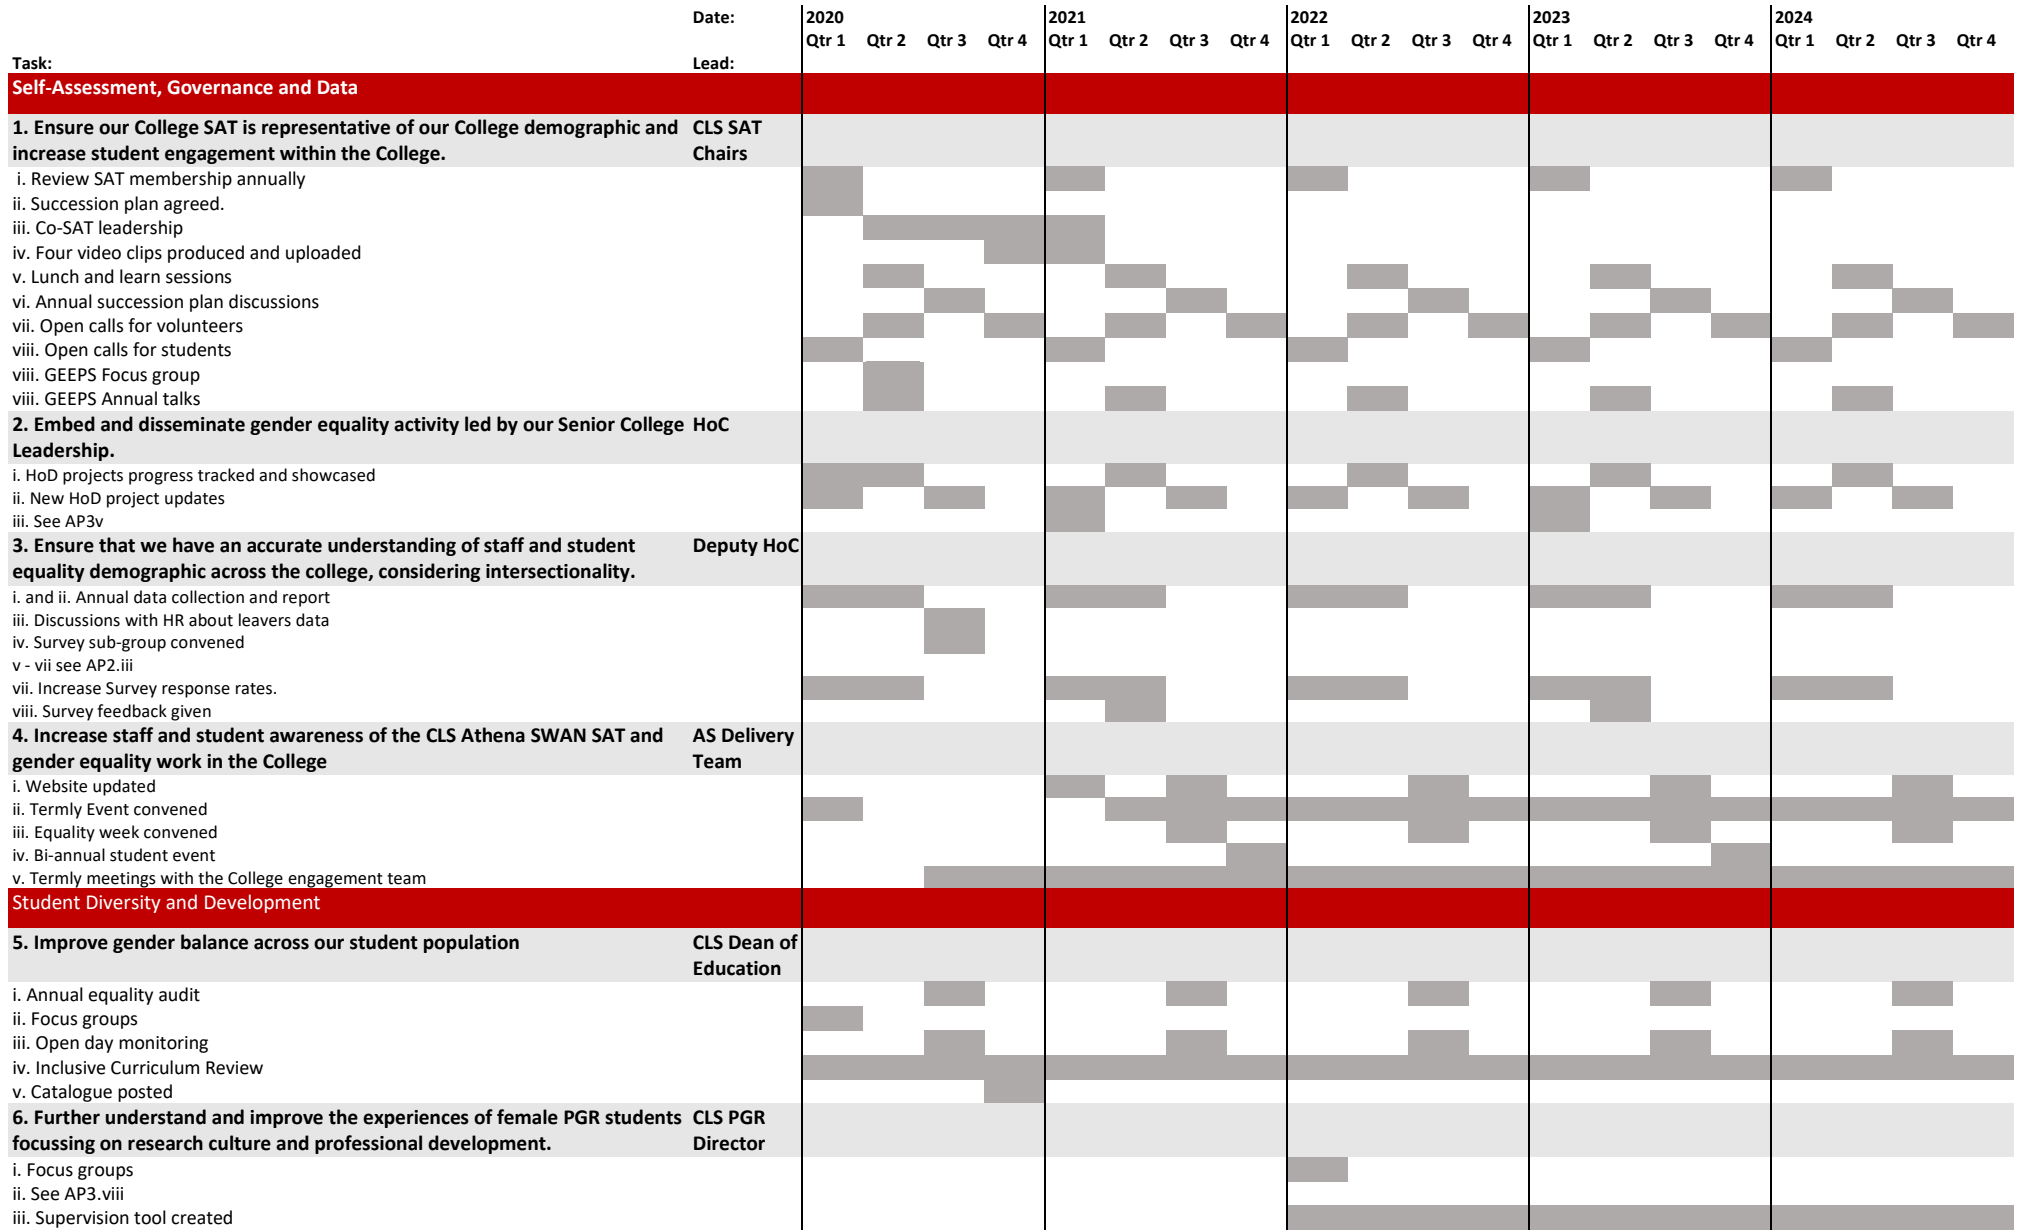 Date: 2020 2021 2022 2023 2024
Qtr 1 Qtr 2 Qtr 3 Qtr 4 Qtr 1 Qtr 2 Qtr 3 Qtr 4 Qtr 1 Qtr 2 Qtr 3 Qtr 4 Qtr 1 Qtr 2 Qtr 3 Qtr 4 Qtr 1 Qtr 2 Qtr 3 Qtr 4
Task: Lead:
Self-Assessment, Governance and Data
1. Ensure our College SAT is representative of our College demographic and CLS SAT
increase student engagement within the College. Chairs
i. Review SAT membership annually
ii. Succession plan agreed.
iii. Co-SAT leadership
iv. Four video clips produced and uploaded
v. Lunch and learn sessions
vi. Annual succession plan discussions
vii. Open calls for volunteers
viii. Open calls for students
viii. GEEPS Focus group
viii. GEEPS Annual talks
2. Embed and disseminate gender equality activity led by our Senior College HoC
Leadership.
i. HoD projects progress tracked and showcased
ii. New HoD project updates
iii. See AP3v
3. Ensure that we have an accurate understanding of staff and student Deputy HoC
equality demographic across the college, considering intersectionality.
i. and ii. Annual data collection and report
iii. Discussions with HR about leavers data
iv. Survey sub-group convened
v - vii see AP2.iii
vii. Increase Survey response rates.
viii. Survey feedback given
4. Increase staff and student awareness of the CLS Athena SWAN SAT and AS Delivery
gender equality work in the College Team
i. Website updated
ii. Termly Event convened
iii. Equality week convened
iv. Bi-annual student event
v. Termly meetings with the College engagement team
Student Diversity and Development
5. Improve gender balance across our student population CLS Dean of
Education
i. Annual equality audit
ii. Focus groups
iii. Open day monitoring
iv. Inclusive Curriculum Review
v. Catalogue posted
6. Further understand and improve the experiences of female PGR students CLS PGR
focussing on research culture and professional development. Director
i. Focus groups
ii. See AP3.viii
iii. Supervision tool created